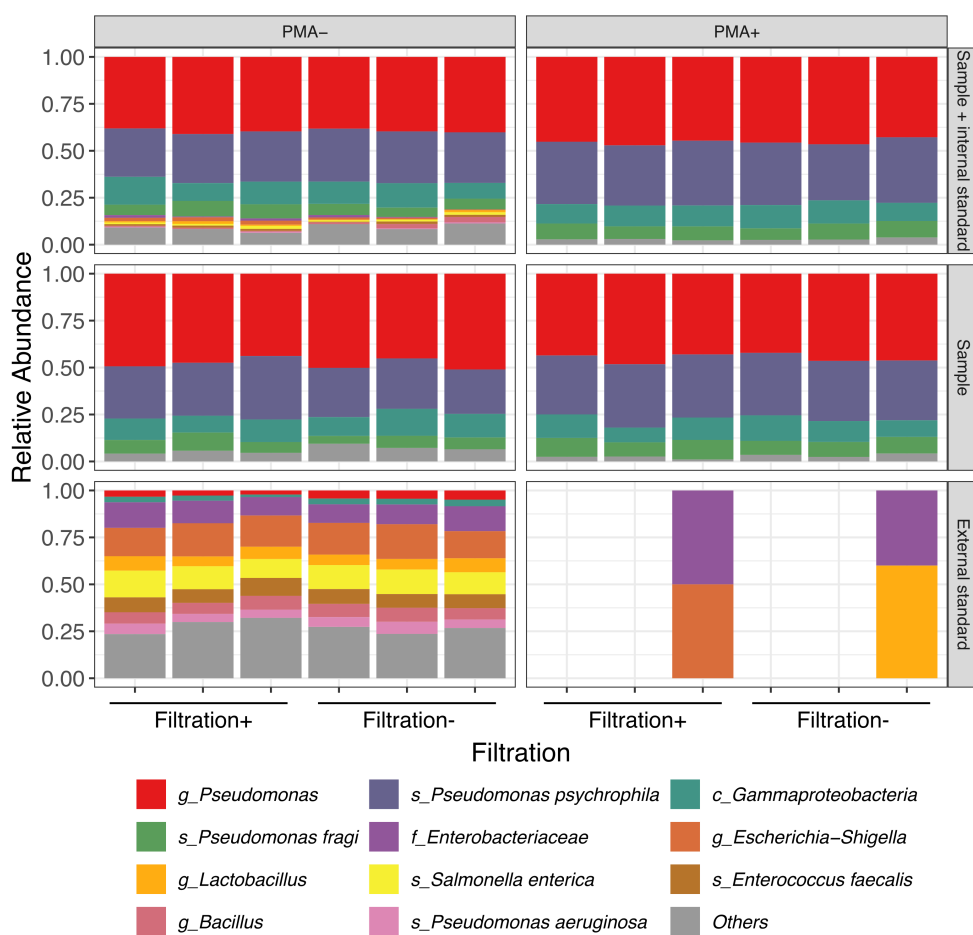 PMA−
PMA+
Relative Abundance
1.00
0.75
0.50
0.25
0.00
Sample + internal standard
1.00
0.75
0.50
0.25
0.00
Sample
1.00
0.75
0.50
0.25
0.00
External standard
Filtration+
Filtration-
Filtration+
Filtration-
Filtration
g_Pseudomonas
s_Pseudomonas psychrophila
c_Gammaproteobacteria
s_Pseudomonas fragi
f_Enterobacteriaceae
g_Escherichia−Shigella
g_Lactobacillus
s_Salmonella enterica
s_Enterococcus faecalis
g_Bacillus
s_Pseudomonas aeruginosa
Others